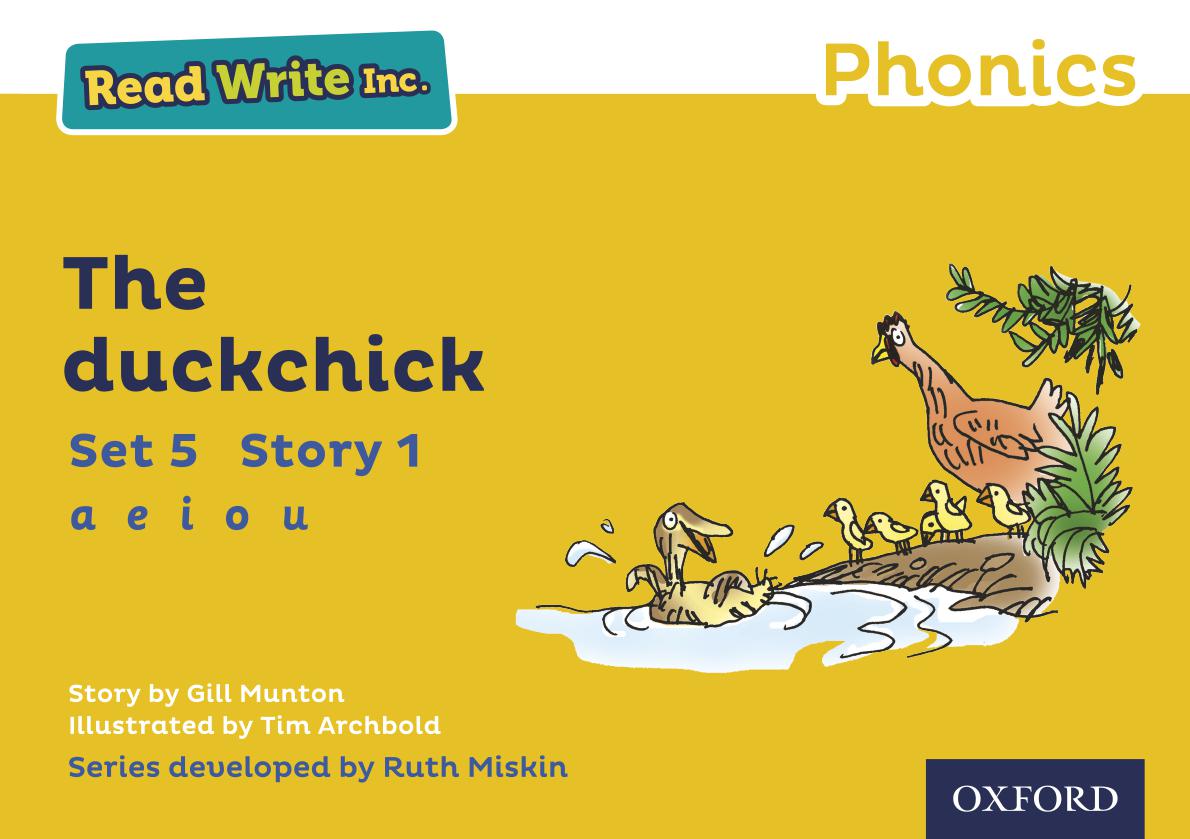 Read Write Inc.
Phonics
The
duckchick
Set 5 Story 1
a e i o u
Story by Gill Munton
Illustrated by Tim Archbold
Series developed by Ruth Miskin
OXFORD